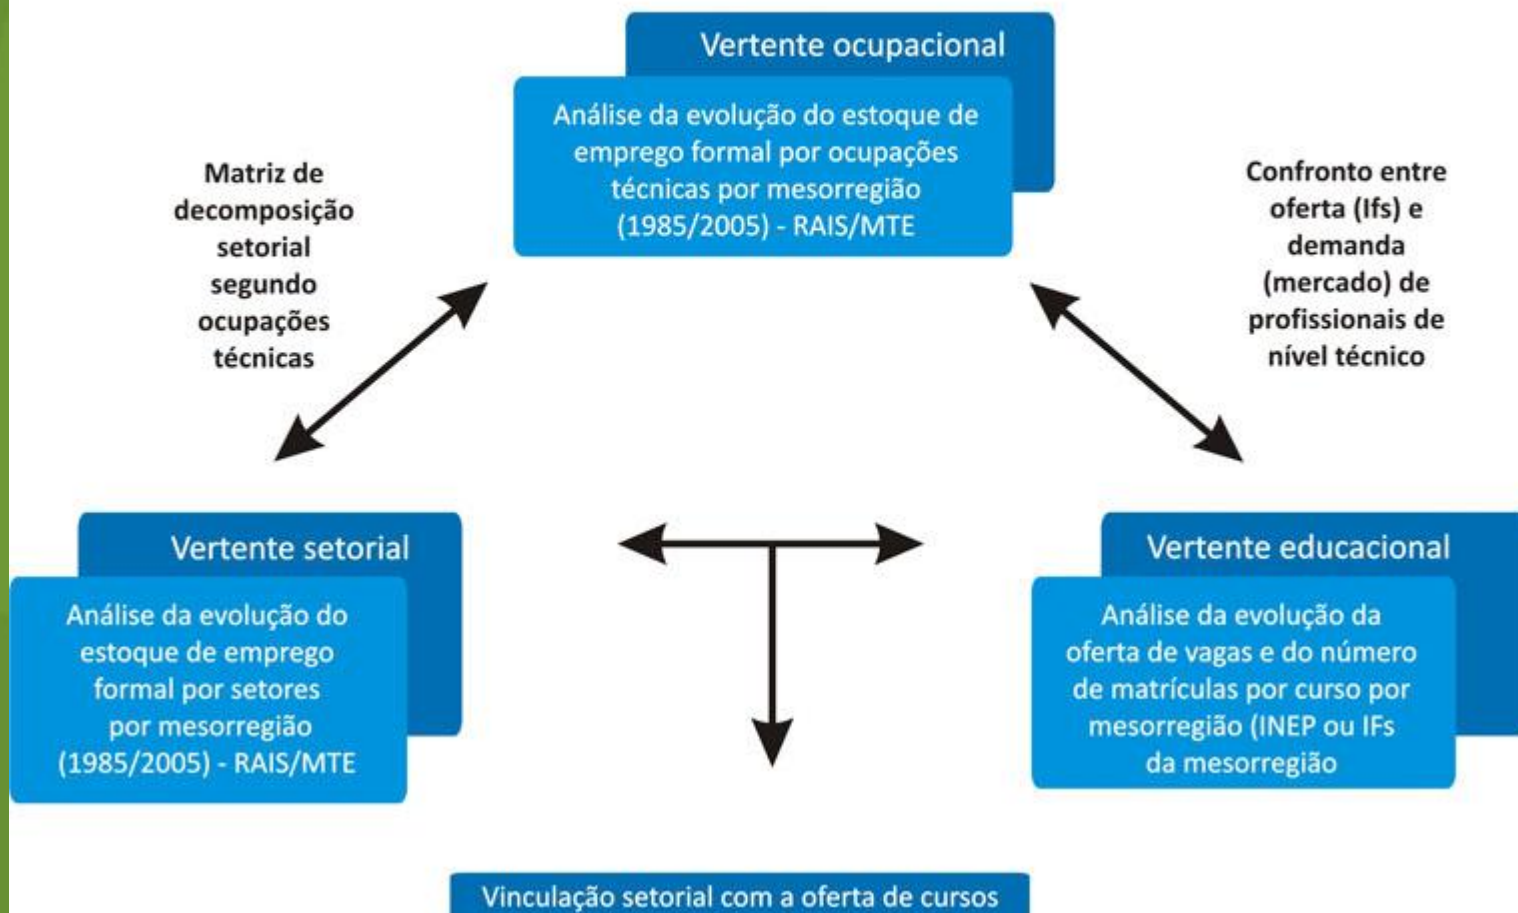 Vertente ocupacional
Análise da evolução do estoque de
emprego formal por ocupações
técnicas por mesorregião
(1985/2005) - RAIS/MTE
Matriz de
decomposição
setorial
segundo
ocupações
técnicas
Confronto entre
oferta (Ifs) e
demanda
(mercado) de
profissionais de
nível técnico
Vertente setorial
Análise da evolução do
estoque de emprego
formal por setores
por mesorregião
(1985/2005) - RAIS/MTE
Vertente educacional
Análise da evolução da
oferta de vagas e do número
de matrículas por curso por
mesorregião (INEP ou IFs
da mesorregião
Vinculação setorial com a oferta de cursos